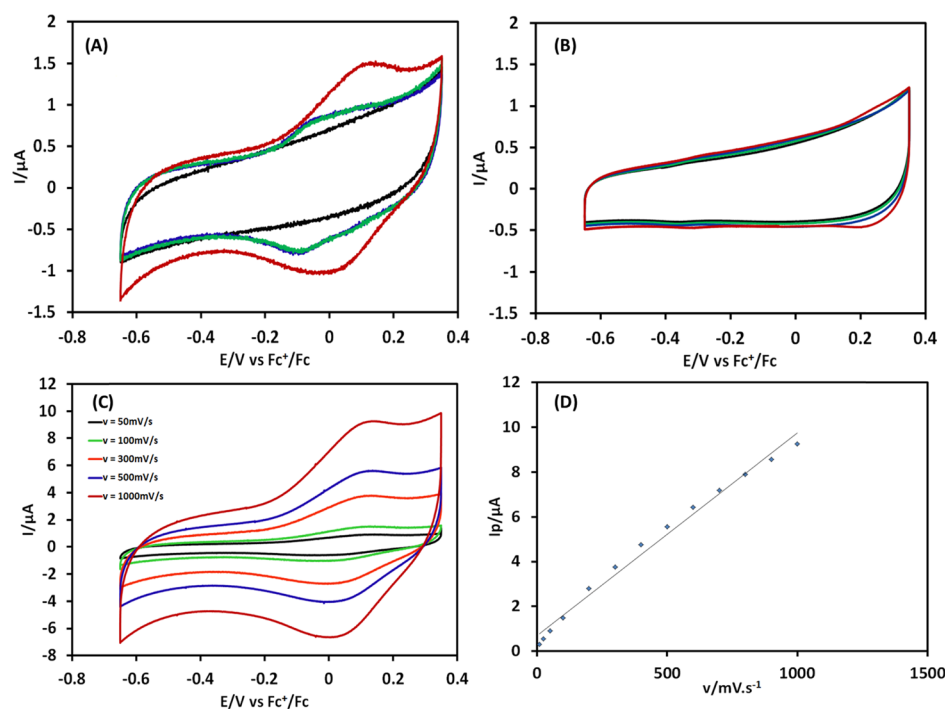 (A)
2
1.5
1
0.5
0
-0.5
-1
-1.5
I/µA
-0.8 -0.6 -0.4 -0.2 0 0.2 0.4
E/V vs Fc⁺/Fc
(B)
2
1.5
1
0.5
0
-0.5
-1
-1.5
I/µA
-0.8 -0.6 -0.4 -0.2 0 0.2 0.4
E/V vs Fc⁺/Fc
(C)
12
10
8
6
4
2
0
-2
-4
-6
-8
I/µA
v = 50mV/s
v = 100mV/s
v = 300mV/s
v = 500mV/s
v = 1000mV/s
-0.8 -0.6 -0.4 -0.2 0 0.2 0.4
E/V vs Fc⁺/Fc
(D)
12
10
8
6
4
2
0
Ip/µA
0 500 1000 1500
v/mV.s⁻¹